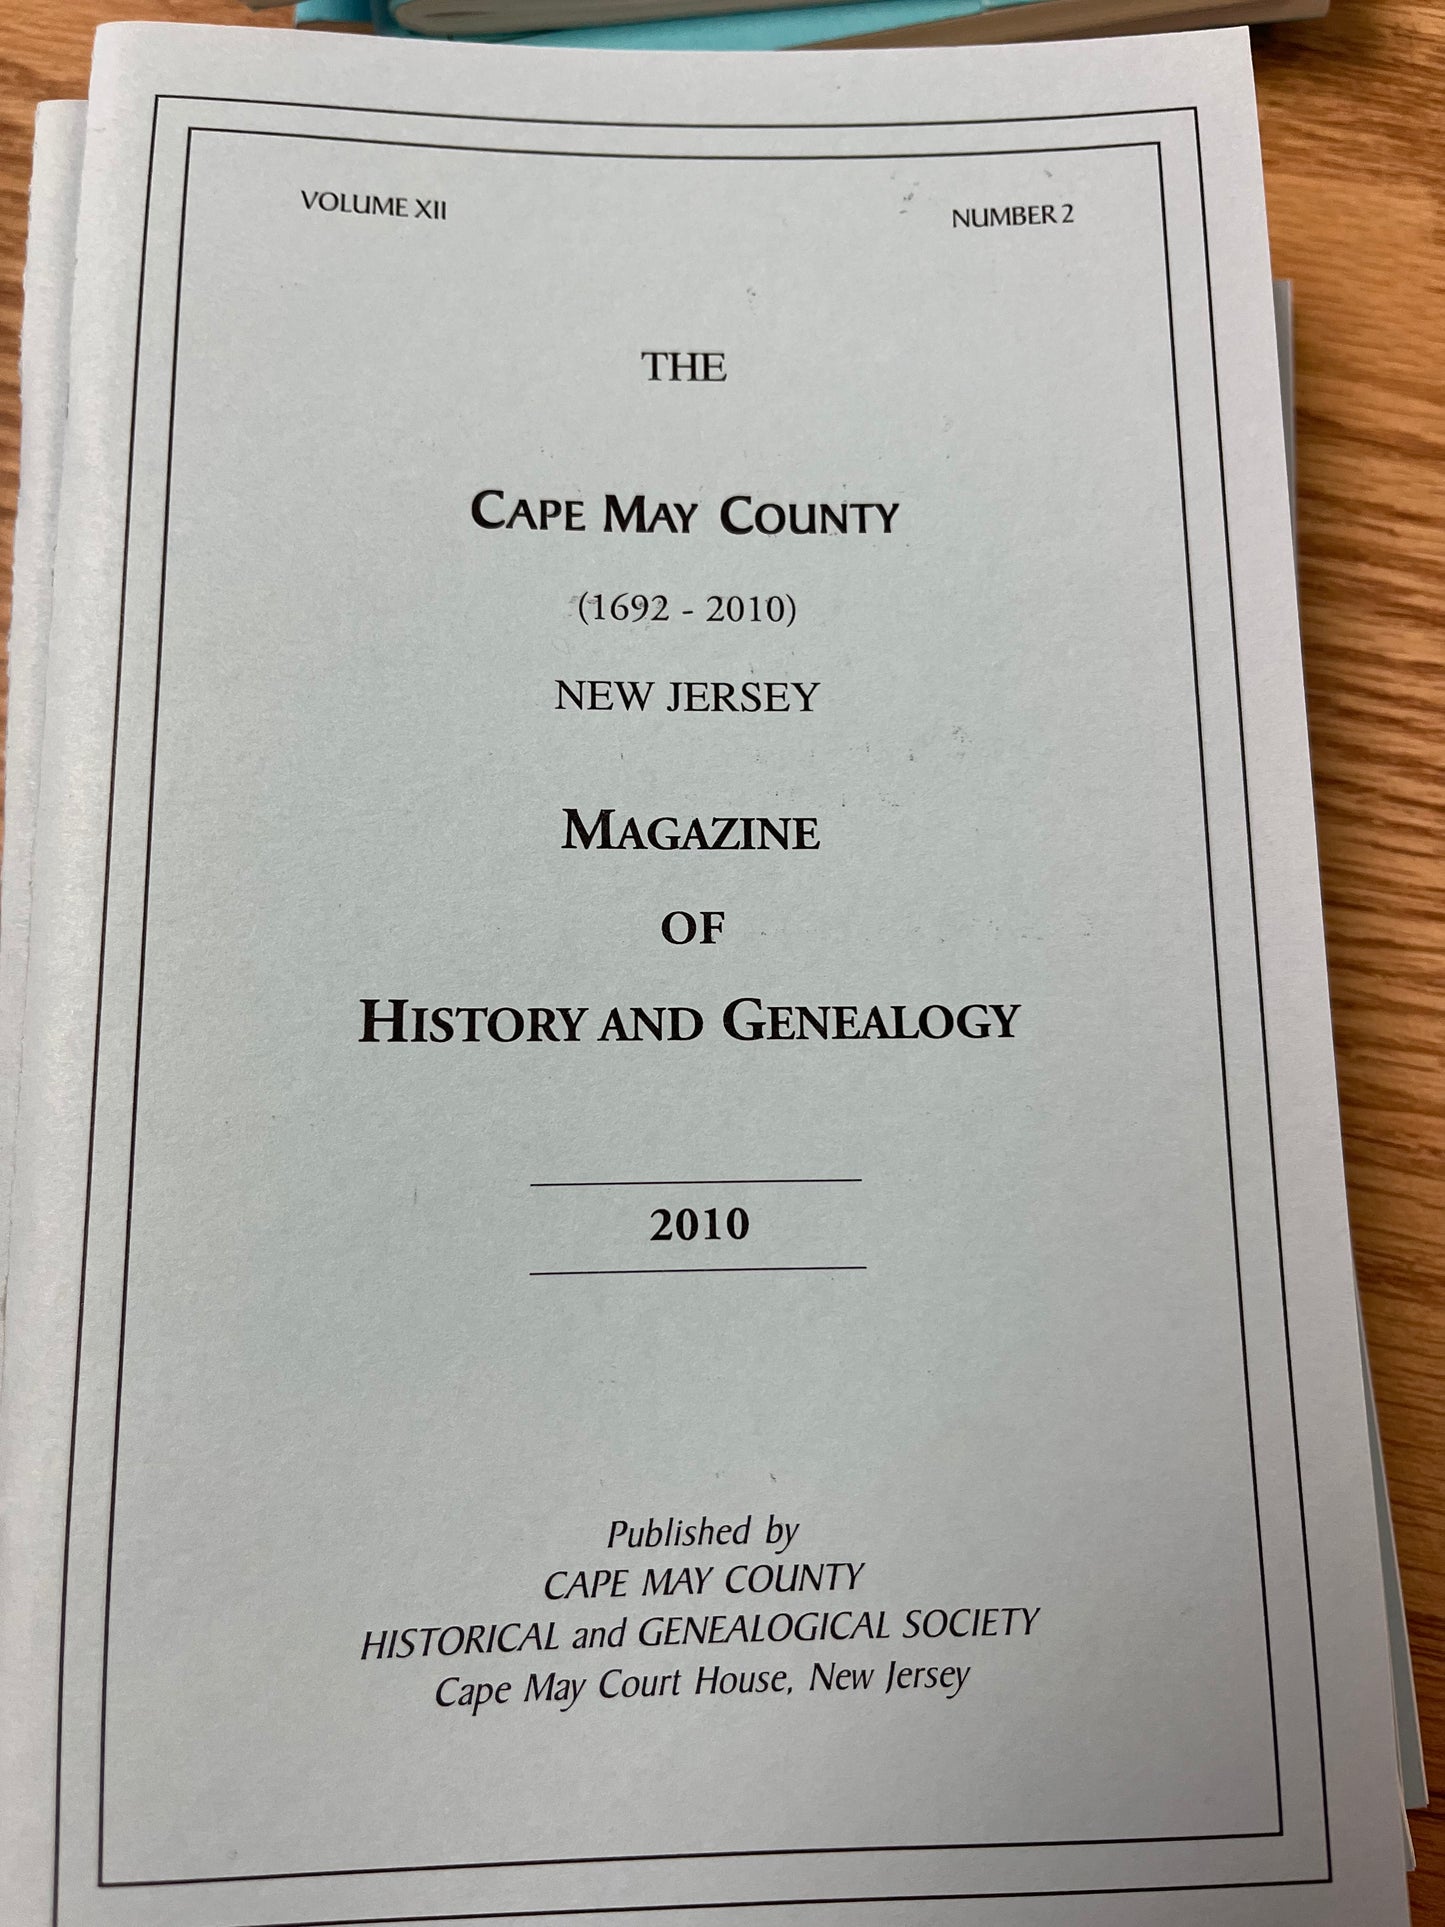 VOLUME XII
NUMBER 2
THE
CAPE MAY COUNTY
(1692 - 2010)
NEW JERSEY
MAGAZINE
OF
HISTORY AND GENEALOGY
2010
Published by
CAPE MAY COUNTY
HISTORICAL and GENEALOGICAL SOCIETY
Cape May Court House, New Jersey